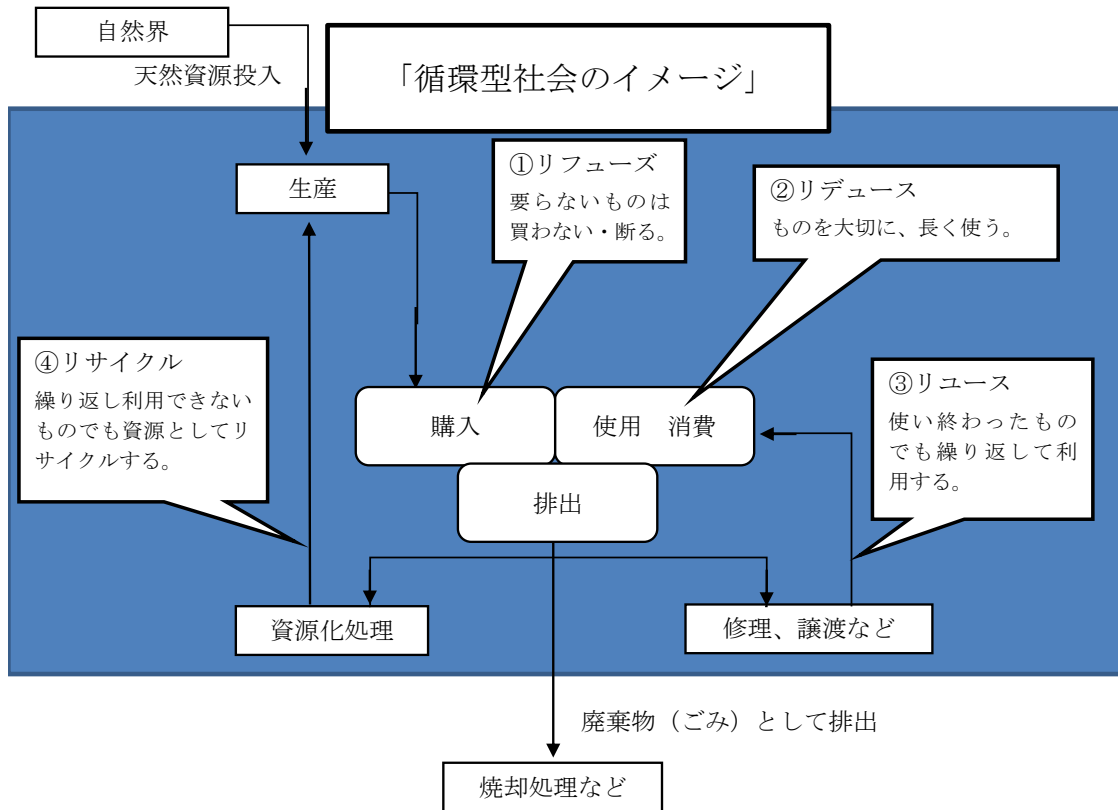 自然界
天然資源投入
「循環型社会のイメージ」
①リフューズ
要らないものは
買わない・断る。
②リデュース
ものを大切に、長く使う。
生産
④リサイクル
繰り返し利用できない
ものでも資源としてリ
サイクルする。
③リユース
使い終わったもの
でも繰り返して利
用する。
購入
使用　消費
排出
資源化処理
修理、譲渡など
廃棄物（ごみ）として排出
焼却処理など